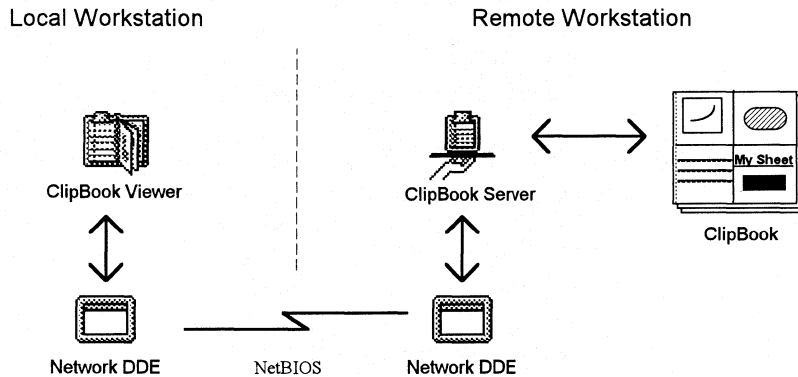 Local Workstation
Remote Workstation
ClipBook Viewer
ClipBook Server
My Sheet
ClipBook
Network DDE
NetBIOS
Network DDE